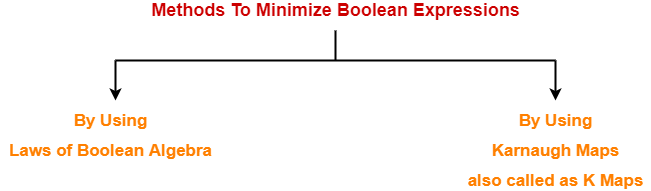 Methods To Minimize Boolean Expressions
By Using
Laws of Boolean Algebra
By Using
Karnaugh Maps
also called as K Maps